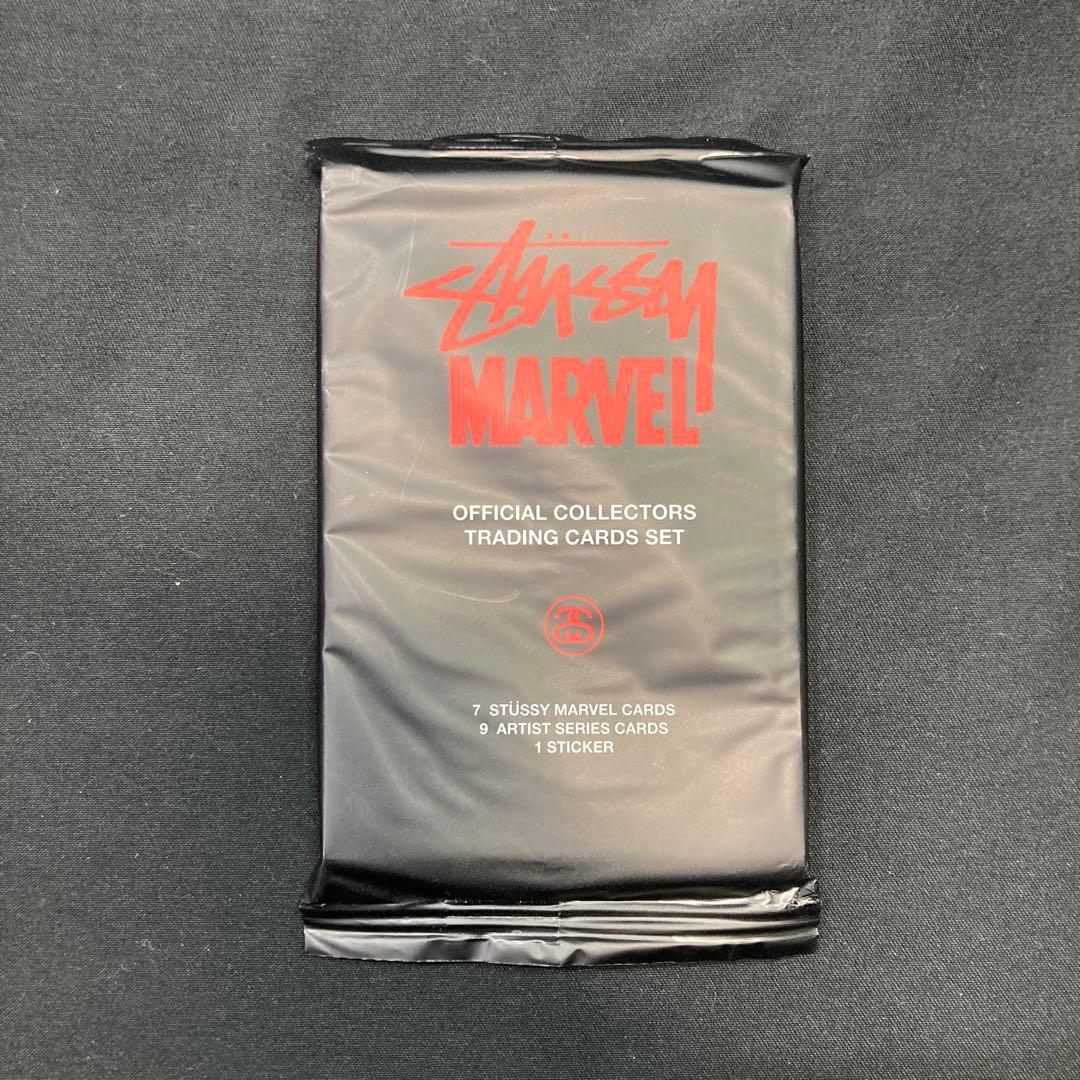 STÜSSY
MARVEL
OFFICIAL COLLECTORS
TRADING CARDS SET
7 STÜSSY MARVEL CARDS
9 ARTIST SERIES CARDS
1 STICKER